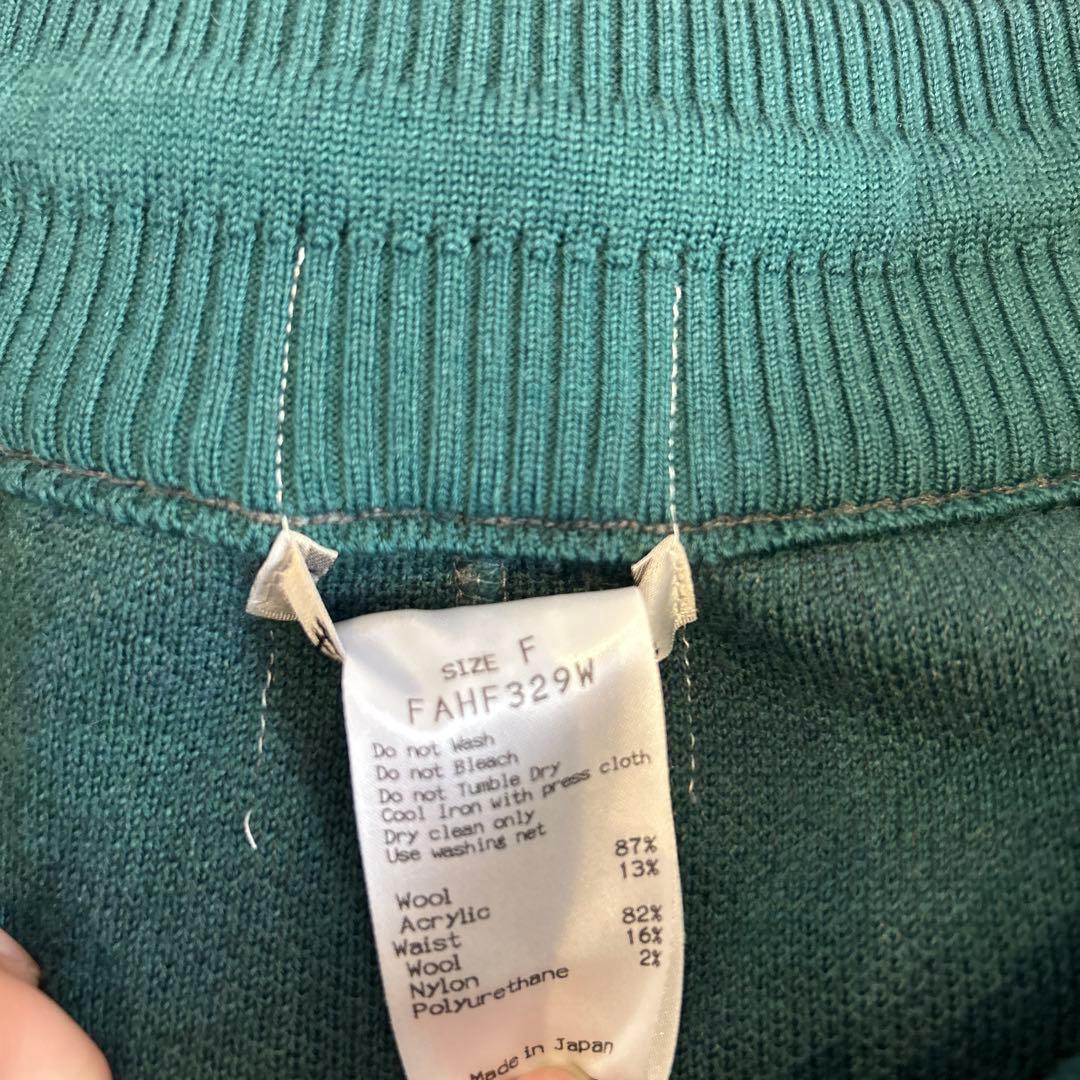 SIZE F
FAHF329W
Do not Wash
Do not Bleach
Do not Tumble Dry
Cool Iron with press cloth
Dry clean only
Use washing net
Wool 87%
Acrylic 13%
Waist
Wool 82%
Nylon 16%
Polyurethane 2%
Made in Japan